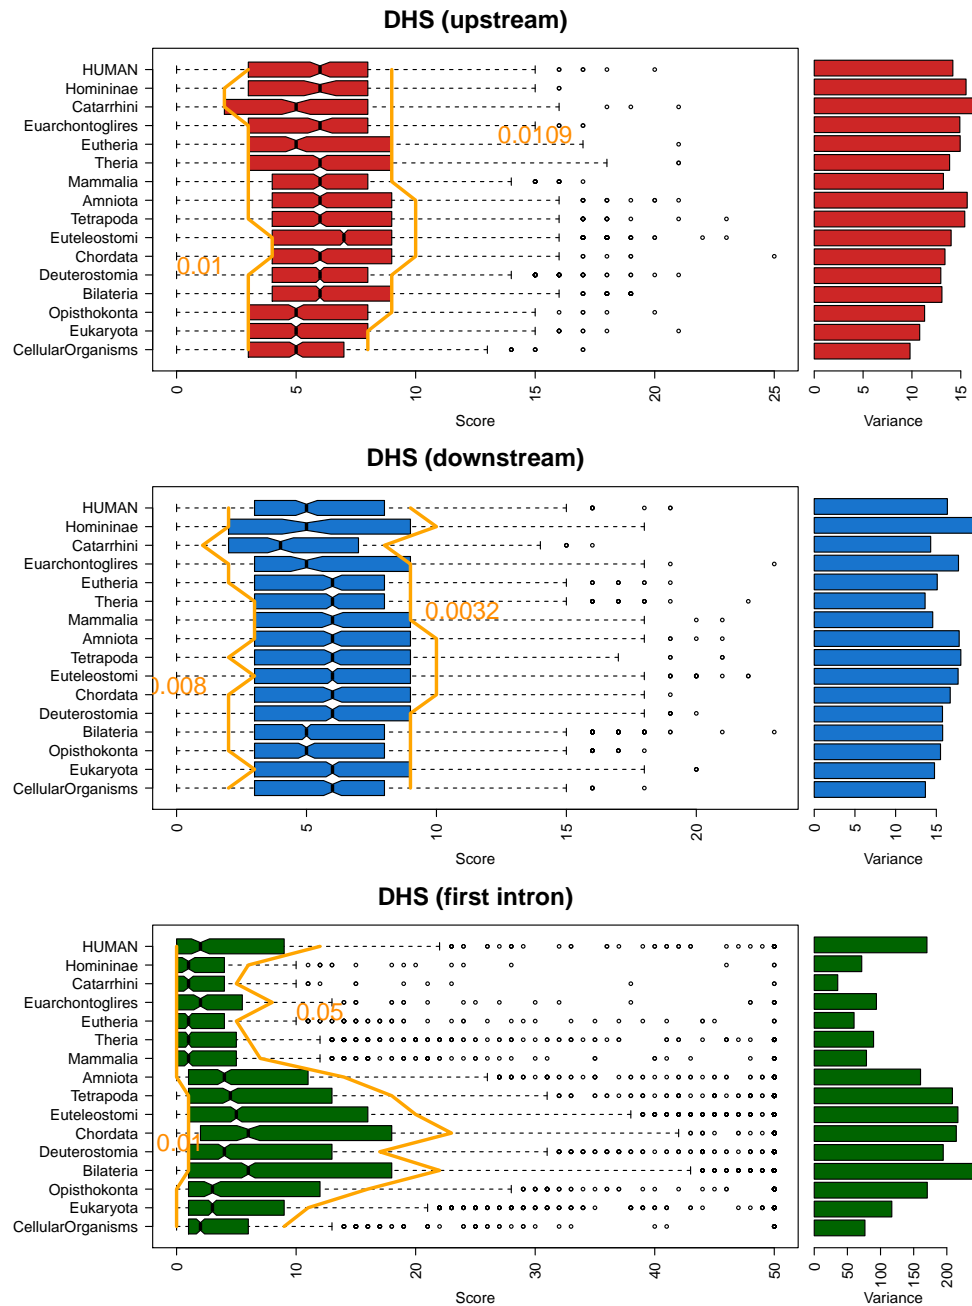 DHS (upstream)
HUMAN
Homininae
Catarrhini
Euarchontoglires
Eutheria
Theria
Mammalia
Amniota
Tetrapoda
Euteleostomi
Chordata
Deuterostomia
Bilateria
Opisthokonta
Eukaryota
CellularOrganisms
0.0109
0.01
0 5 10 15 20 25
Score
0 5 10 15
Variance
DHS (downstream)
HUMAN
Homininae
Catarrhini
Euarchontoglires
Eutheria
Theria
Mammalia
Amniota
Tetrapoda
Euteleostomi
Chordata
Deuterostomia
Bilateria
Opisthokonta
Eukaryota
CellularOrganisms
0.0032
0.008
0 5 10 15 20
Score
0 5 10 15
Variance
DHS (first intron)
HUMAN
Homininae
Catarrhini
Euarchontoglires
Eutheria
Theria
Mammalia
Amniota
Tetrapoda
Euteleostomi
Chordata
Deuterostomia
Bilateria
Opisthokonta
Eukaryota
CellularOrganisms
0.05
0.01
0 10 20 30 40 50
Score
0 50 100 150 200
Variance